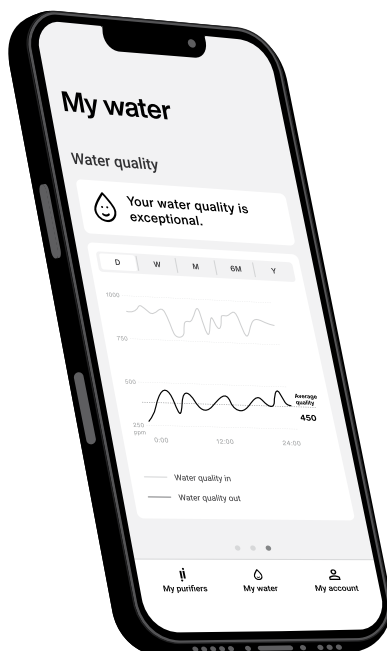 My water
Water quality
Your water quality is
exceptional.
D W M 6M Y
1000
750
500
Average
quality
450
250
ppm
0:00 12:00 24:00
Water quality in
Water quality out
My purifiers My water My account